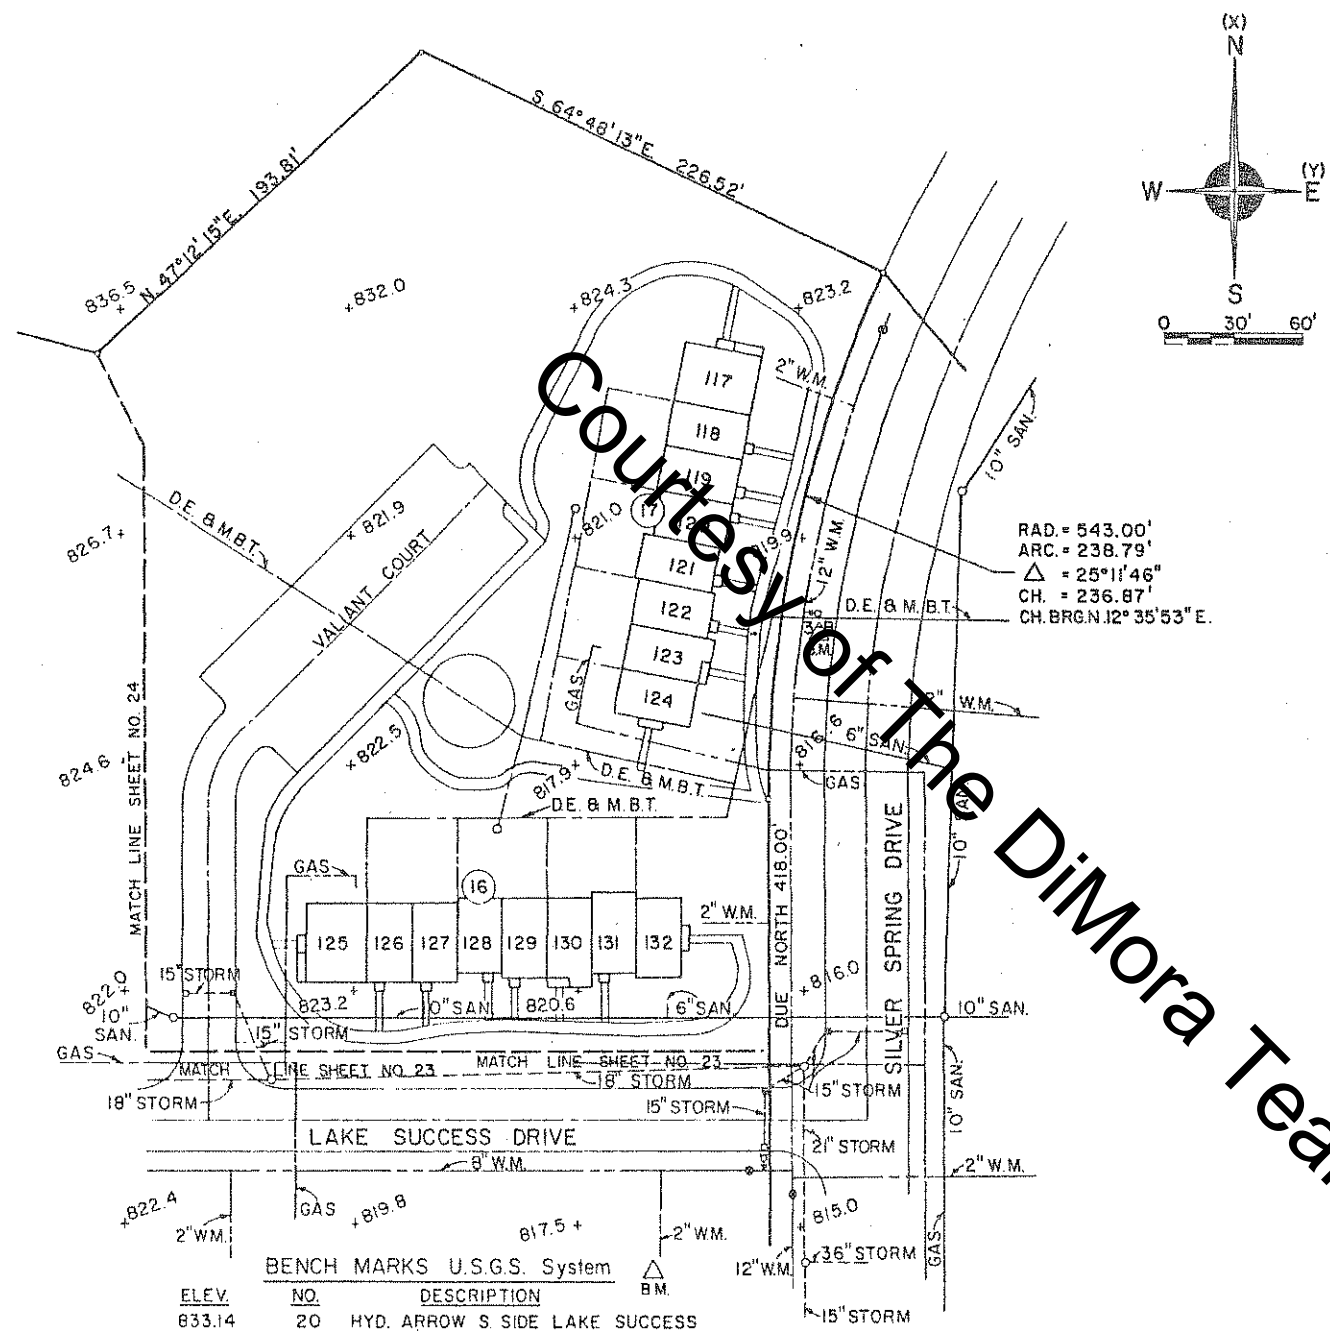 (X)
N
W
(Y)
E
S
0 30' 60'
S. 64°48'13"E. 226.52'
N. 47°12'15"E. 193.81'
836.5
832.0
824.3
823.2
117
2" W.M.
118
119
17
821.0
10" SAN.
D.E. & M.B.T.
821.9
826.7
VALIANT COURT
819.9
12" W.M.
121
122
123
124
GAS
RAD. = 543.00'
ARC. = 238.79'
△ = 25°11'46"
CH. = 236.87'
CH. BRG. N. 12° 35' 53" E.
D.E. & M.B.T.
W.M.
6" SAN.
816.6
GAS
MATCH LINE SHEET NO. 24
824.6
822.5
817.9
D.E. & M.B.T.
D.E. & M.B.T.
GAS
16
125 126 127 128 129 130 131 132
2" W.M.
DUE NORTH 418.00'
SILVER SPRING DRIVE
10" SAN.
822.0
10" SAN.
15" STORM
823.2
0" SAN.
820.6
6" SAN.
816.0
10" SAN.
15" STORM
GAS
MATCH LINE SHEET NO. 23
MATCH LINE SHEET NO. 23
18" STORM
18" STORM
15" STORM
15" STORM
10" SAN.
LAKE SUCCESS DRIVE
21" STORM
8" W.M.
2" W.M.
822.4
2" W.M.
GAS
819.8
817.5
2" W.M.
815.0
12" W.M.
36" STORM
GAS
15" STORM
B.M.
BENCH MARKS U.S.G.S. System
ELEV. NO. DESCRIPTION
833.14 20 HYD. ARROW S. SIDE LAKE SUCCESS
Courtesy of The DiMora Tea